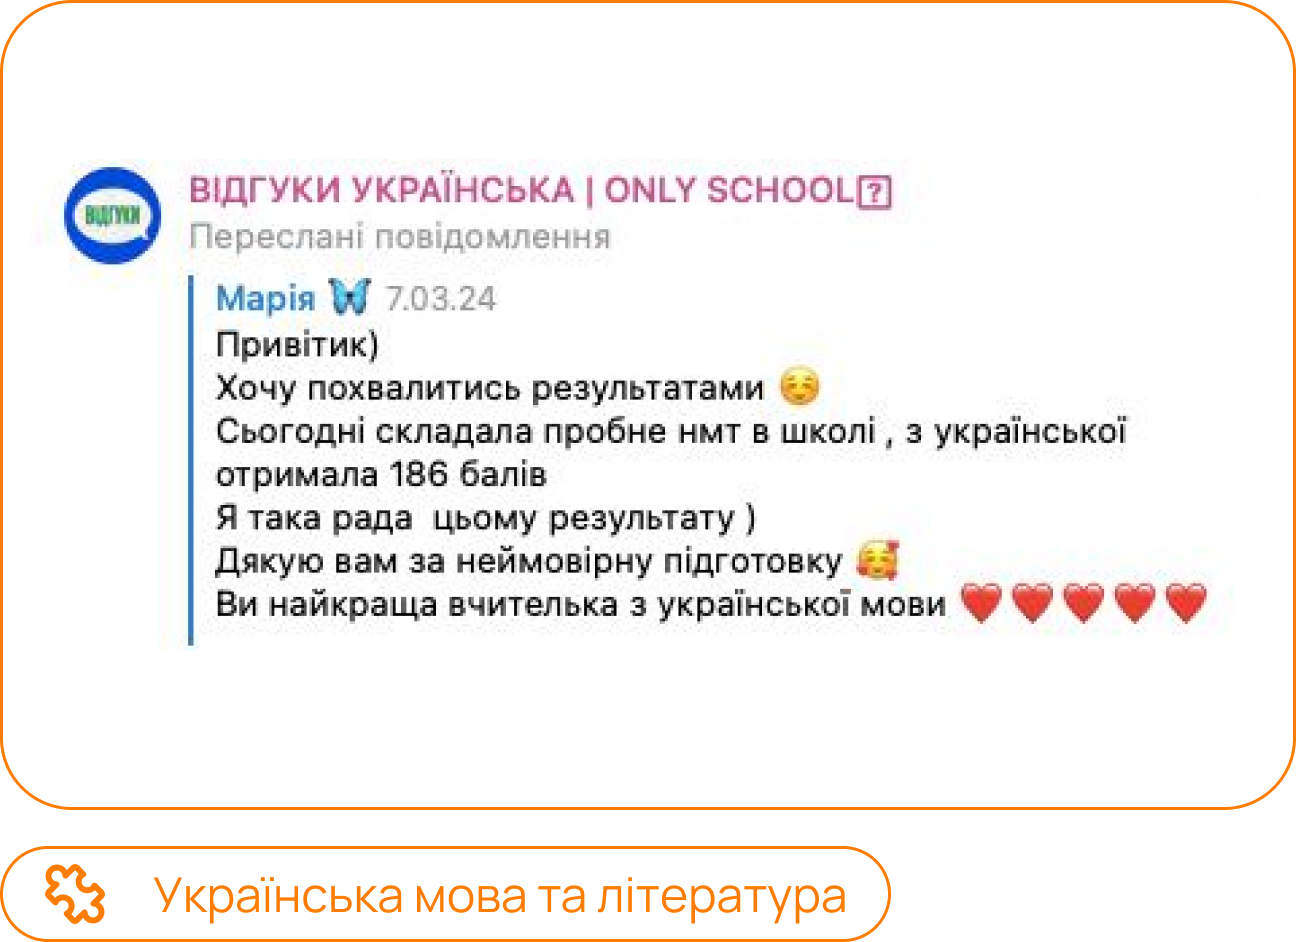 ВІДГУКИ
ВІДГУКИ УКРАЇНСЬКА | ONLY SCHOOL
Переслані повідомлення
Марія 🦋 7.03.24
Привітик)
Хочу похвалитись результатами ☺️
Сьогодні складала пробне нмт в школі , з української
отримала 186 балів
Я така рада цьому результату )
Дякую вам за неймовірну підготовку 🥰
Ви найкраща вчителька з української мови ❤️❤️❤️❤️❤️
Українська мова та література